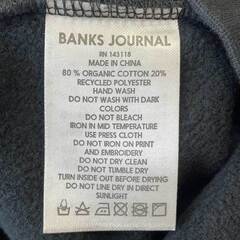 BANKS JOURNAL
RN 143118
MADE IN CHINA
80 % ORGANIC COTTON 20%
RECYCLED POLYESTER
HAND WASH
DO NOT WASH WITH DARK
COLORS
DO NOT BLEACH
IRON IN MID TEMPERATURE
USE PRESS CLOTH
DO NOT IRON ON PRINT
AND EMBROIDERY
DO NOT DRY CLEAN
DO NOT TUMBLE DRY
TURN INSIDE OUT BEFORE DRYING
DO NOT LINE DRY IN DIRECT
SUNLIGHT